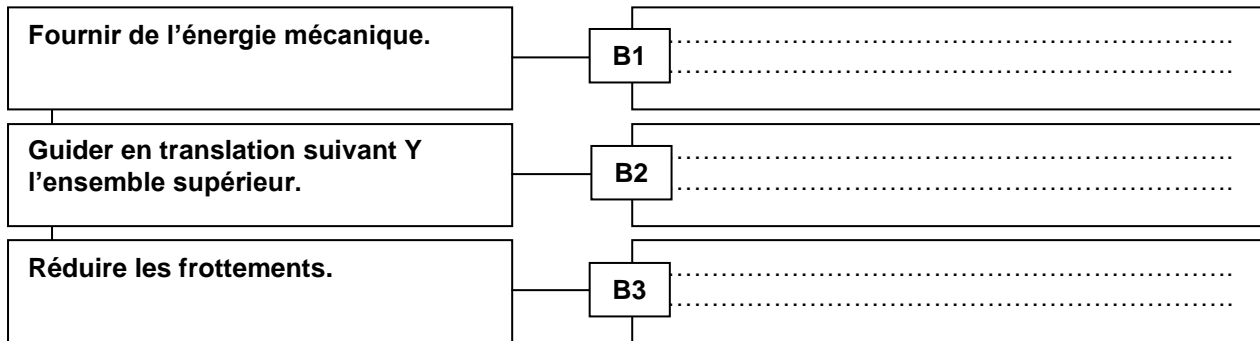 Fournir de l’énergie mécanique.
B1
……………………………………………………….
……………………………………………………….
Guider en translation suivant Y
l’ensemble supérieur.
B2
……………………………………………………….
……………………………………………………….
Réduire les frottements.
B3
……………………………………………………….
……………………………………………………….